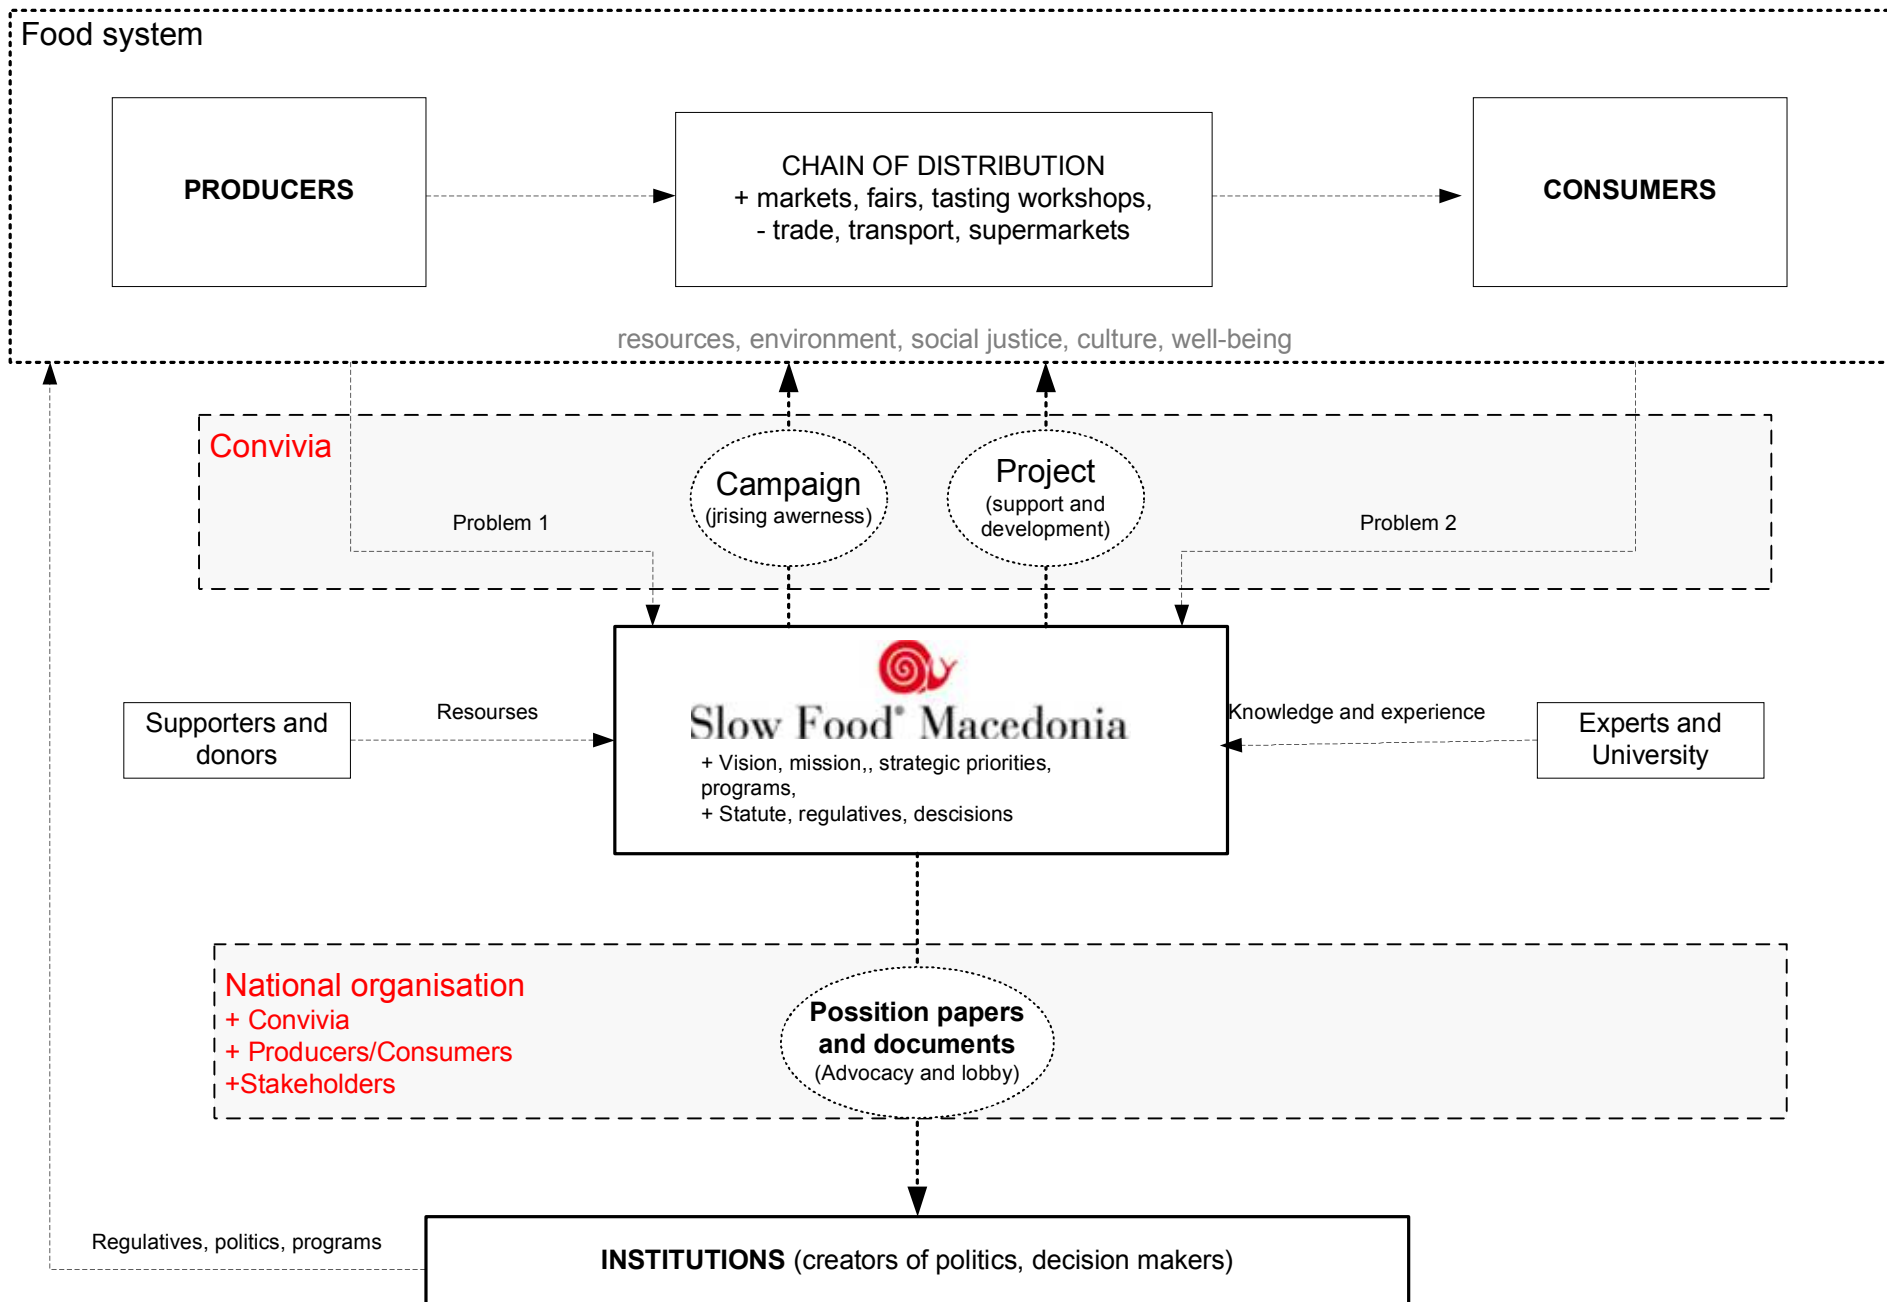 Food system
PRODUCERS
CHAIN OF DISTRIBUTION
+ markets, fairs, tasting workshops,
- trade, transport, supermarkets
CONSUMERS
resources, environment, social justice, culture, well-being
Convivia
Campaign
(jrising awerness)
Project
(support and
development)
Problem 1
Problem 2
Slow Food® Macedonia
+ Vision, mission,, strategic priorities,
programs,
+ Statute, regulatives, descisions
Supporters and
donors
Resourses
Knowledge and experience
Experts and
University
National organisation
+ Convivia
+ Producers/Consumers
+Stakeholders
Possition papers
and documents
(Advocacy and lobby)
Regulatives, politics, programs
INSTITUTIONS (creators of politics, decision makers)